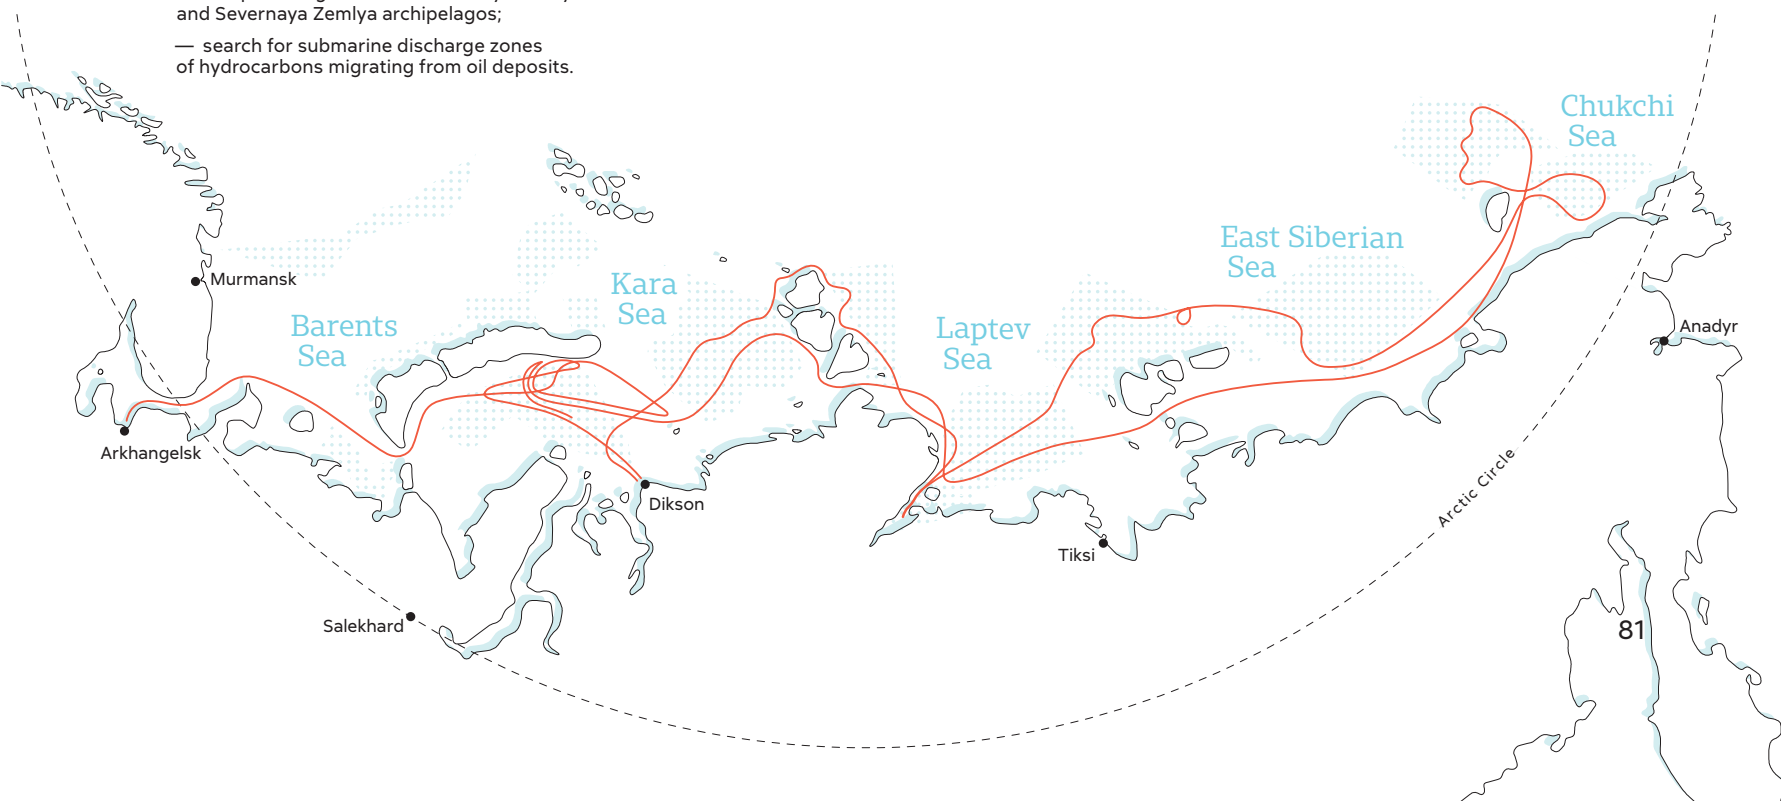 and Severnaya Zemlya archipelagos;
— search for submarine discharge zones
of hydrocarbons migrating from oil deposits.
Chukchi
Sea
East Siberian
Sea
Murmansk
Kara
Sea
Barents
Sea
Laptev
Sea
Anadyr
Arkhangelsk
Dikson
Arctic Circle
Tiksi
Salekhard
81